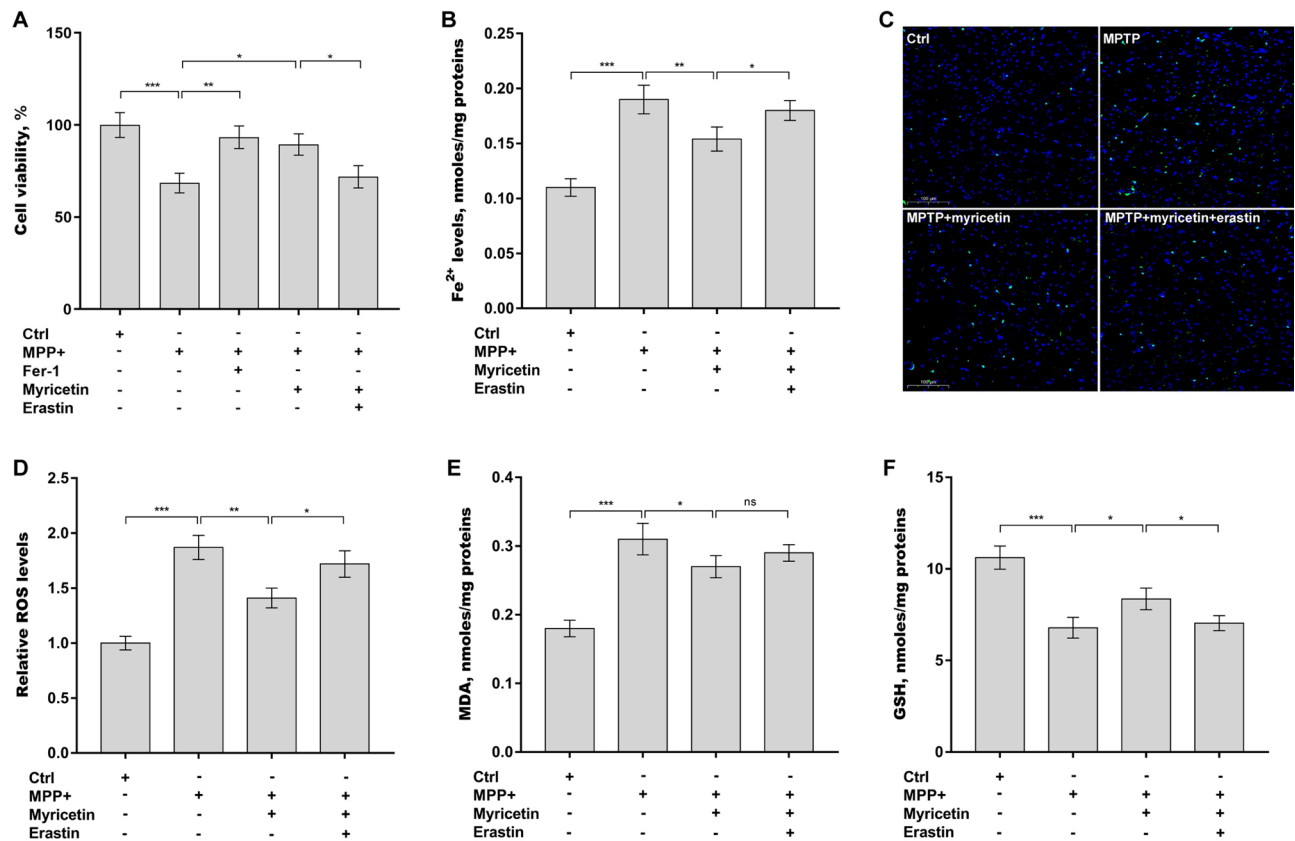 A
Cell viability, %
150
100
50
0
***
**
*
*
Ctrl + - - - -
MPP+ - + + + +
Fer-1 - - + - -
Myricetin - - - + +
Erastin - - - - +
B
Fe2+ levels, nmoles/mg proteins
0.25
0.20
0.15
0.10
0.05
0.00
***
**
*
Ctrl + - - -
MPP+ - + + +
Myricetin - - + +
Erastin - - - +
C
Ctrl
100 μm
MPTP
MPTP+myricetin
100 μm
MPTP+myricetin+erastin
D
Relative ROS levels
2.5
2.0
1.5
1.0
0.5
0.0
***
**
*
Ctrl + - - -
MPP+ - + + +
Myricetin - - + +
Erastin - - - +
E
MDA, nmoles/mg proteins
0.4
0.3
0.2
0.1
0.0
***
*
ns
Ctrl + - - -
MPP+ - + + +
Myricetin - - + +
Erastin - - - +
F
GSH, nmoles/mg proteins
15
10
5
0
***
*
*
Ctrl + - - -
MPP+ - + + +
Myricetin - - + +
Erastin - - - +